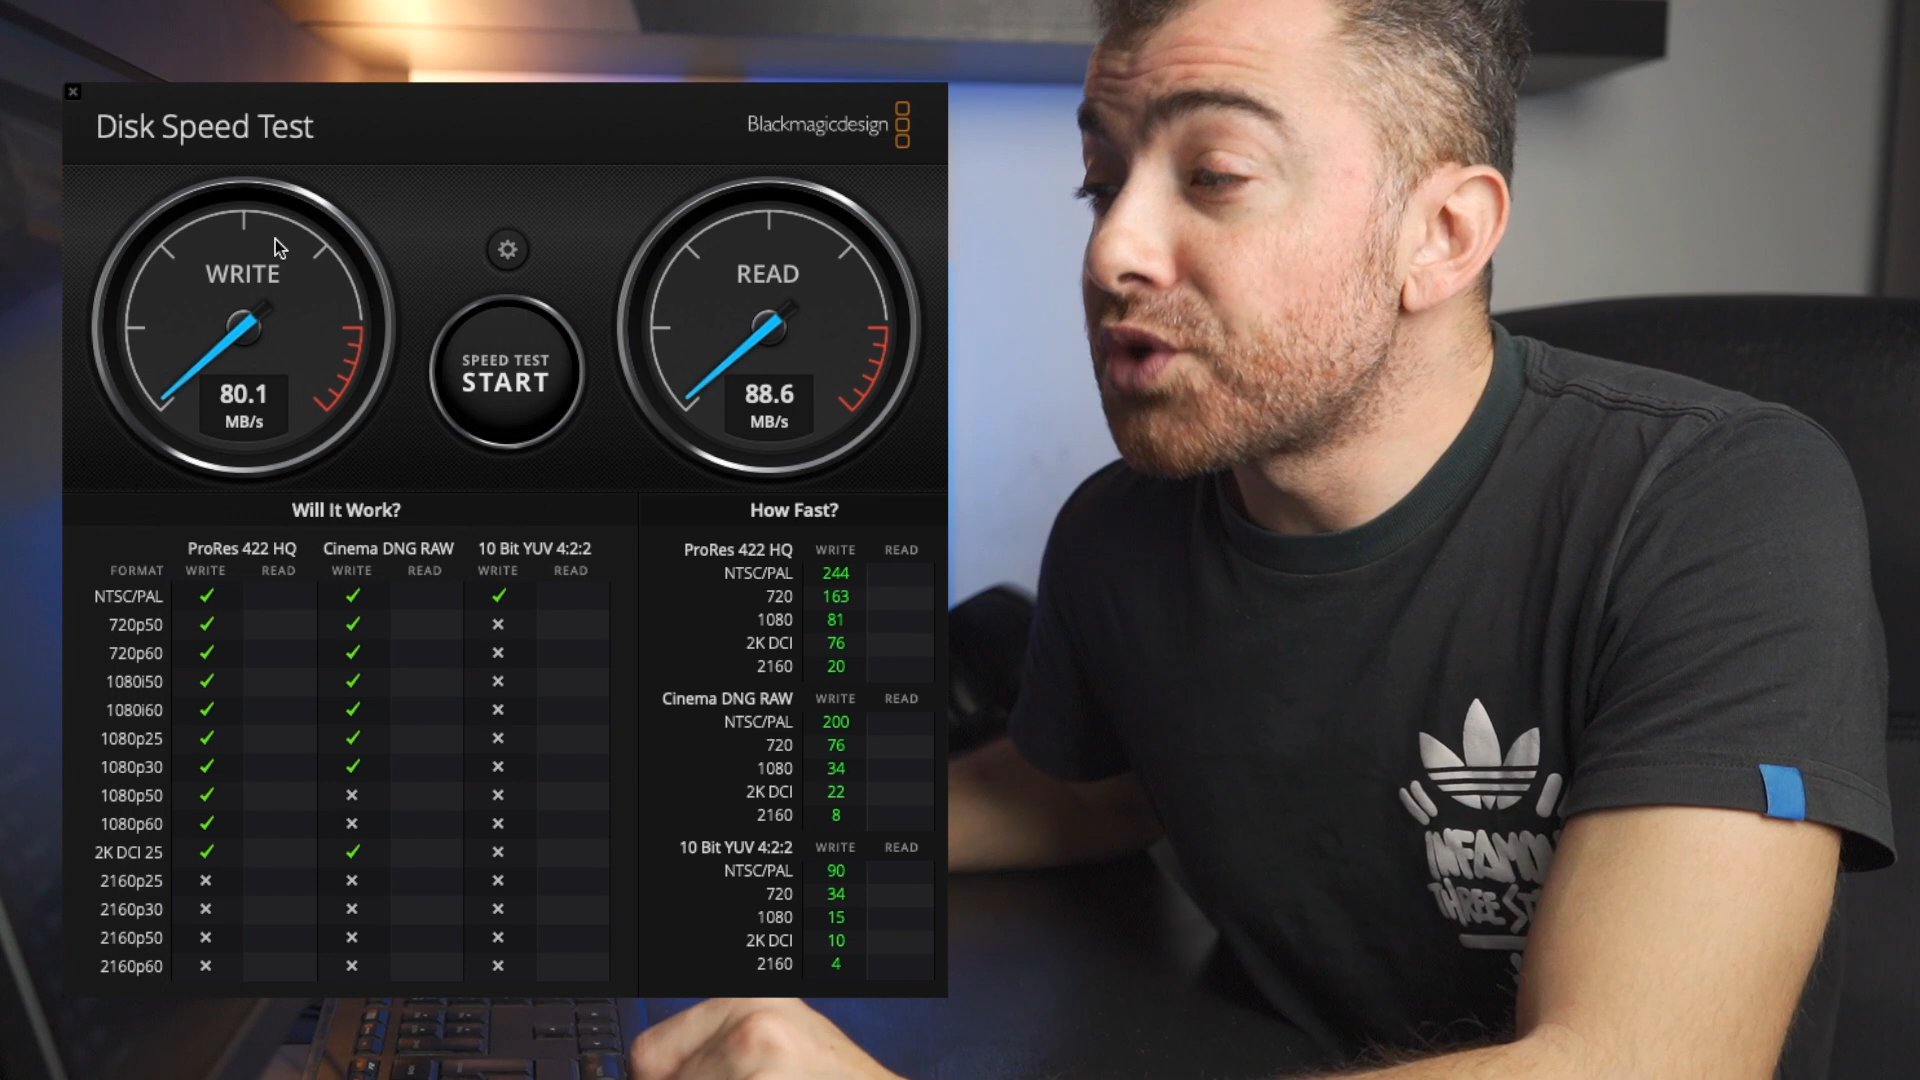 Disk Speed Test
Blackmagicdesign
WRITE
80.1
MB/s
SPEED TEST
START
READ
88.6
MB/s
Will It Work?
ProRes 422 HQ Cinema DNG RAW 10 Bit YUV 4:2:2
FORMAT WRITE READ WRITE READ WRITE READ
NTSC/PAL ✓ ✓ ✓
720p50 ✓ ✓ ×
720p60 ✓ ✓ ×
1080i50 ✓ ✓ ×
1080i60 ✓ ✓ ×
1080p25 ✓ ✓ ×
1080p30 ✓ ✓ ×
1080p50 ✓ × ×
1080p60 ✓ × ×
2K DCI 25 ✓ ✓ ×
2160p25 × × ×
2160p30 × × ×
2160p50 × × ×
2160p60 × × ×
How Fast?
ProRes 422 HQ WRITE READ
NTSC/PAL 244
720 163
1080 81
2K DCI 76
2160 20
Cinema DNG RAW WRITE READ
NTSC/PAL 200
720 76
1080 34
2K DCI 22
2160 8
10 Bit YUV 4:2:2 WRITE READ
NTSC/PAL 90
720 34
1080 15
2K DCI 10
2160 4
THREE